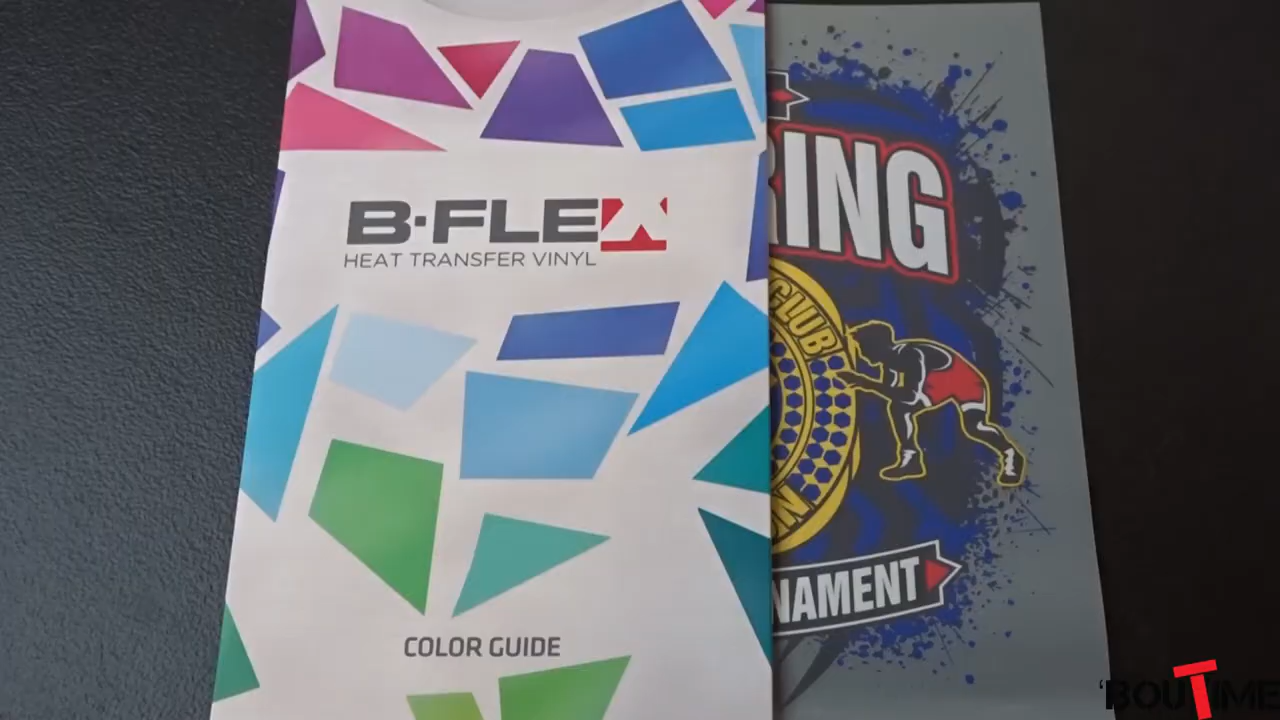 B·FLEX
HEAT TRANSFER VINYL
COLOR GUIDE
RING
CLUB
NAMENT
'BOUTIME